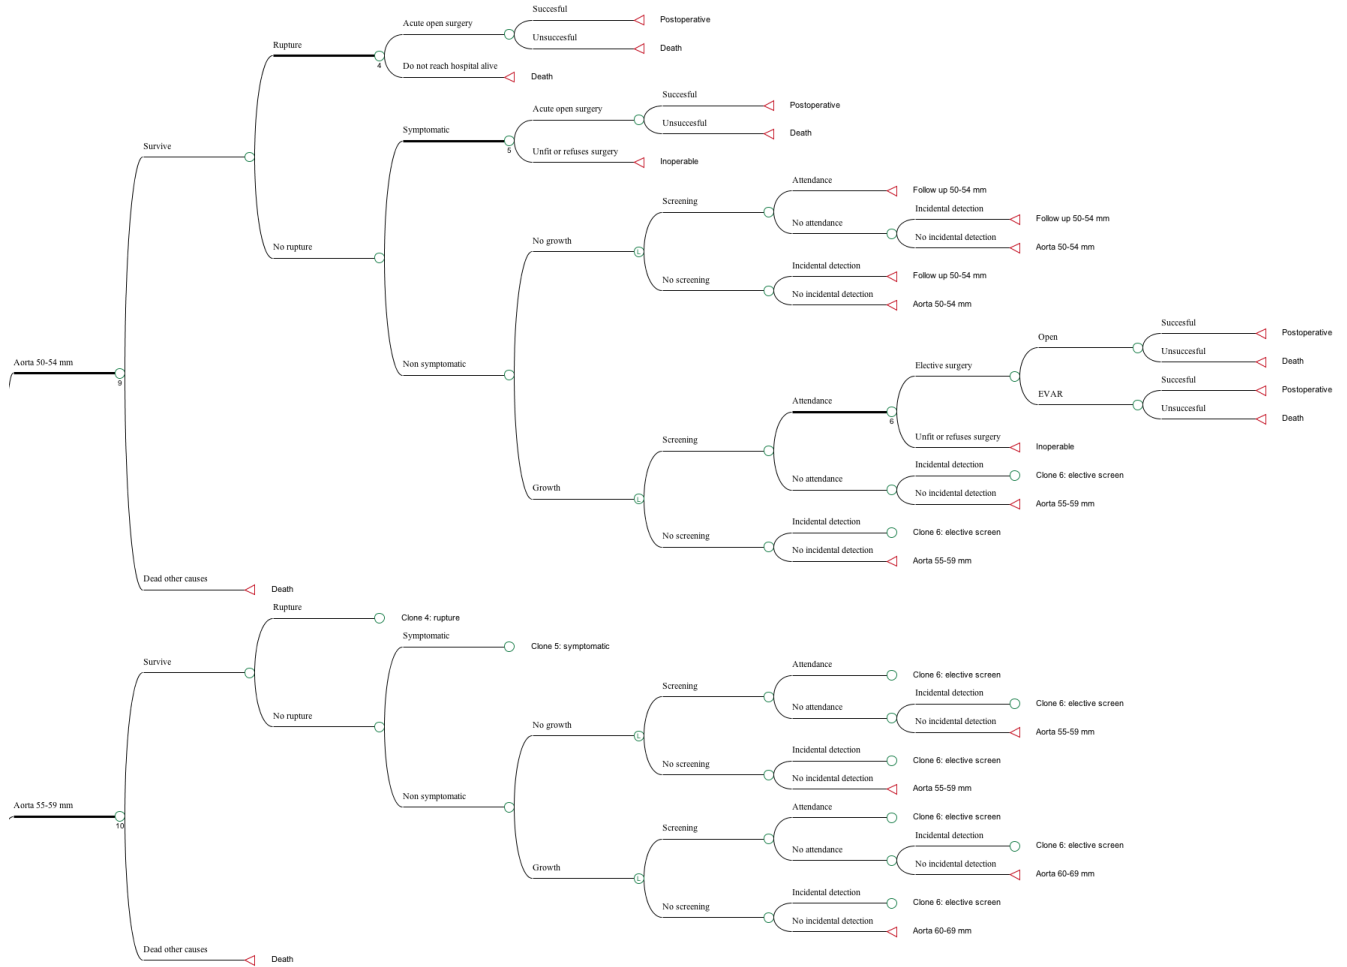 Succesful
Postoperative
Acute open surgery
Unsuccesful
Death
Rupture
4
Do not reach hospital alive
Death
Succesful
Postoperative
Acute open surgery
Unsuccesful
Death
Symptomatic
5
Unfit or refuses surgery
Inoperable
Survive
Attendance
Follow up 50-54 mm
Screening
Incidental detection
Follow up 50-54 mm
No attendance
No incidental detection
Aorta 50-54 mm
No rupture
No growth
L
Incidental detection
Follow up 50-54 mm
No screening
No incidental detection
Aorta 50-54 mm
Succesful
Postoperative
Open
Unsuccesful
Death
Aorta 50-54 mm
9
Non symptomatic
Elective surgery
Succesful
Postoperative
EVAR
Unsuccesful
Death
Attendance
6
Unfit or refuses surgery
Inoperable
Screening
Incidental detection
Clone 6: elective screen
No attendance
No incidental detection
Aorta 55-59 mm
Growth
L
Incidental detection
Clone 6: elective screen
No screening
No incidental detection
Aorta 55-59 mm
Dead other causes
Death
Rupture
Clone 4: rupture
Symptomatic
Clone 5: symptomatic
Survive
Attendance
Clone 6: elective screen
Screening
Incidental detection
Clone 6: elective screen
No attendance
No incidental detection
Aorta 55-59 mm
No rupture
No growth
L
Incidental detection
Clone 6: elective screen
No screening
No incidental detection
Aorta 55-59 mm
Aorta 55-59 mm
10
Non symptomatic
Attendance
Clone 6: elective screen
Screening
Incidental detection
Clone 6: elective screen
No attendance
No incidental detection
Aorta 60-69 mm
Growth
L
Incidental detection
Clone 6: elective screen
No screening
No incidental detection
Aorta 60-69 mm
Dead other causes
Death